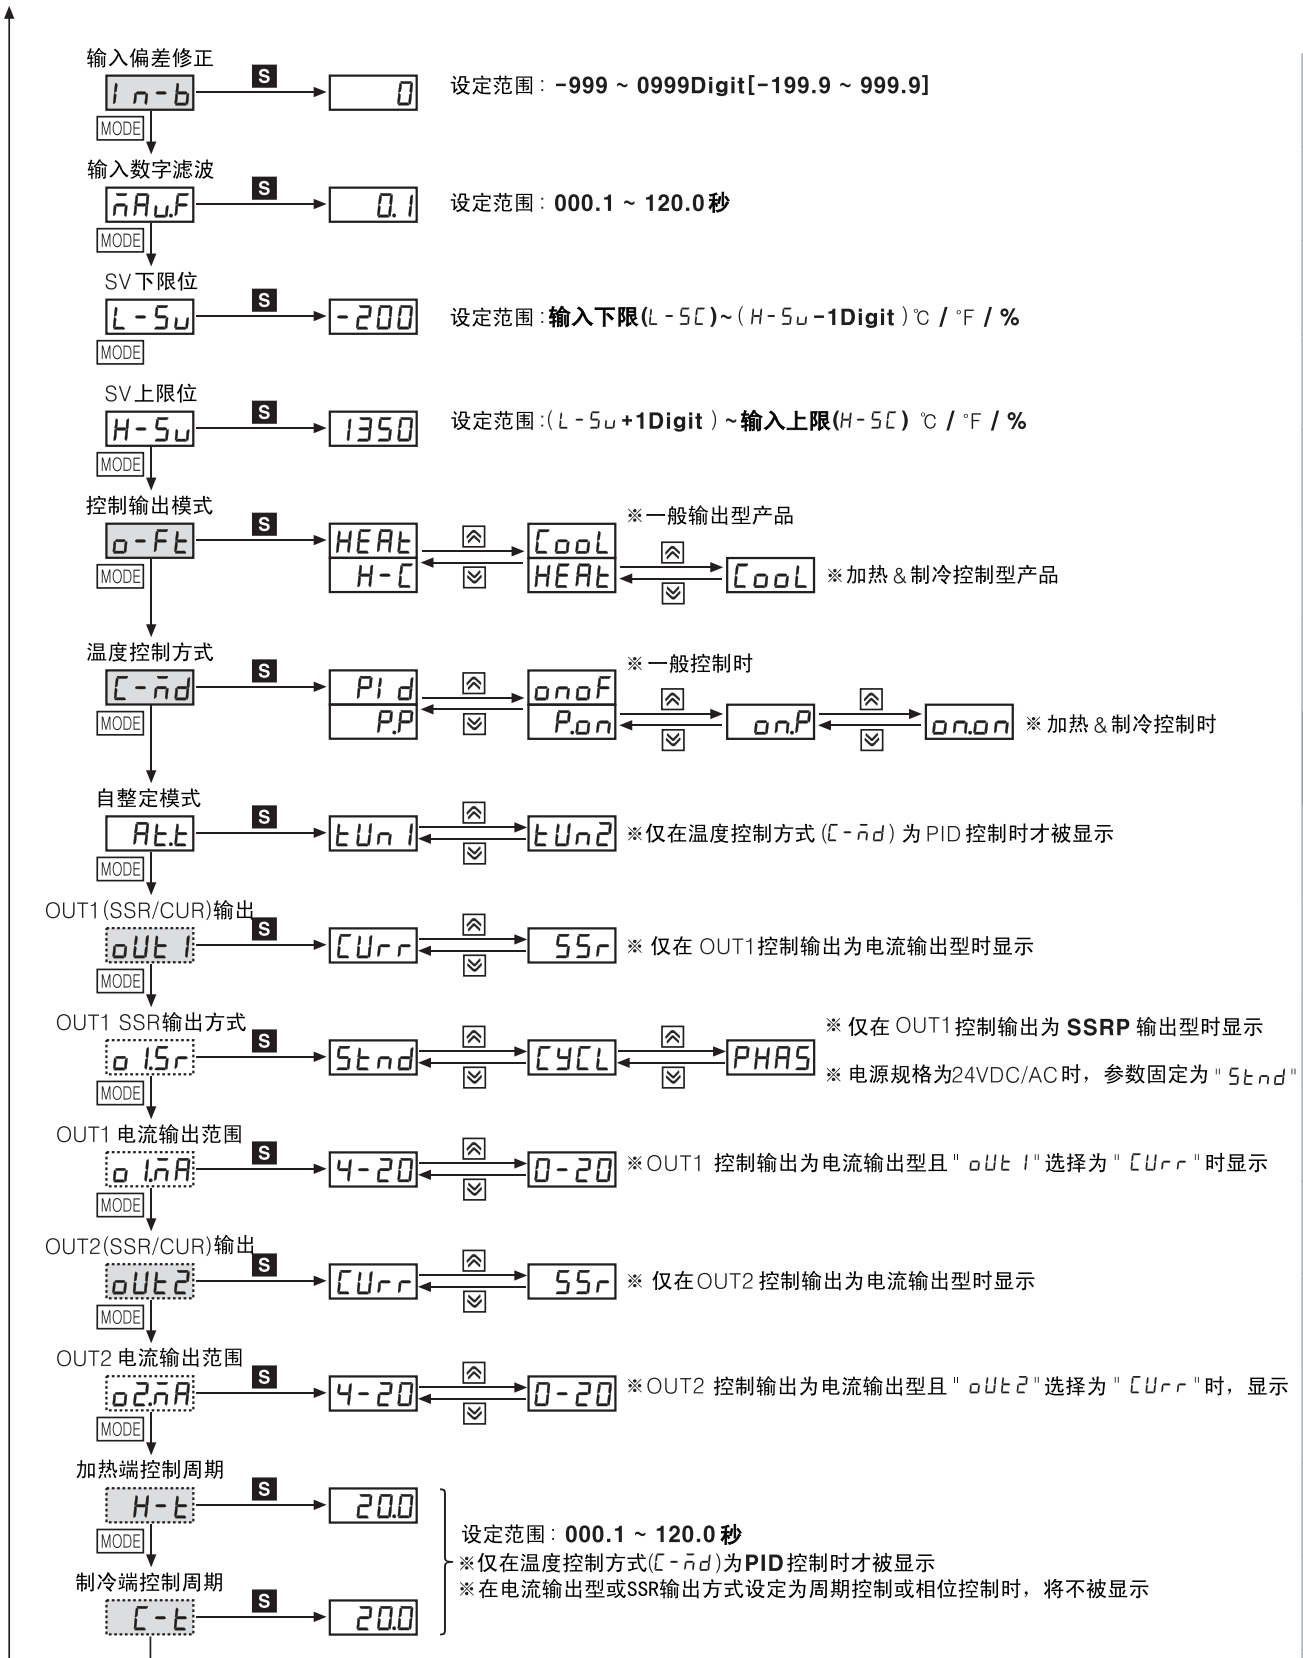 输入偏差修正
In-b S 0 设定范围: -999 ~ 0999Digit[-199.9 ~ 999.9]
MODE
输入数字滤波
mAu.F S 0.1 设定范围: 000.1 ~ 120.0秒
MODE
SV下限位
L-Su S -200 设定范围:输入下限(L-SC)~(H-Su-1Digit)℃ / °F / %
MODE
SV上限位
H-Su S 1350 设定范围:(L-Su+1Digit)~输入上限(H-SC) ℃ / °F / %
MODE
控制输出模式
※一般输出型产品
o-Ft S HEAt CooL
H-C HEAt CooL ※加热&制冷控制型产品
MODE
温度控制方式
※一般控制时
C-md S PId onoF
P.P P.on on.P on.on ※加热&制冷控制时
MODE
自整定模式
At.t S tUn1 tUn2 ※仅在温度控制方式(C-md)为PID控制时才被显示
MODE
OUT1(SSR/CUR)输出
oUt1 S CUrr SSr ※ 仅在 OUT1控制输出为电流输出型时显示
MODE
OUT1 SSR输出方式
※ 仅在OUT1控制输出为 SSRP 输出型时显示
o1.Sr S Stnd CYCL PHAS
※ 电源规格为24VDC/AC时，参数固定为"Stnd"
MODE
OUT1 电流输出范围
o1.mA S 4-20 0-20 ※OUT1 控制输出为电流输出型且"oUt1"选择为"CUrr"时显示
MODE
OUT2(SSR/CUR)输出
oUt2 S CUrr SSr ※ 仅在OUT2控制输出为电流输出型时显示
MODE
OUT2 电流输出范围
o2.mA S 4-20 0-20 ※OUT2 控制输出为电流输出型且"oUt2"选择为"CUrr"时，显示
MODE
加热端控制周期
H-t S 20.0
MODE
设定范围: 000.1 ~ 120.0秒
※仅在温度控制方式(C-md)为PID控制时才被显示
※在电流输出型或SSR输出方式设定为周期控制或相位控制时，将不被显示
制冷端控制周期
C-t S 20.0